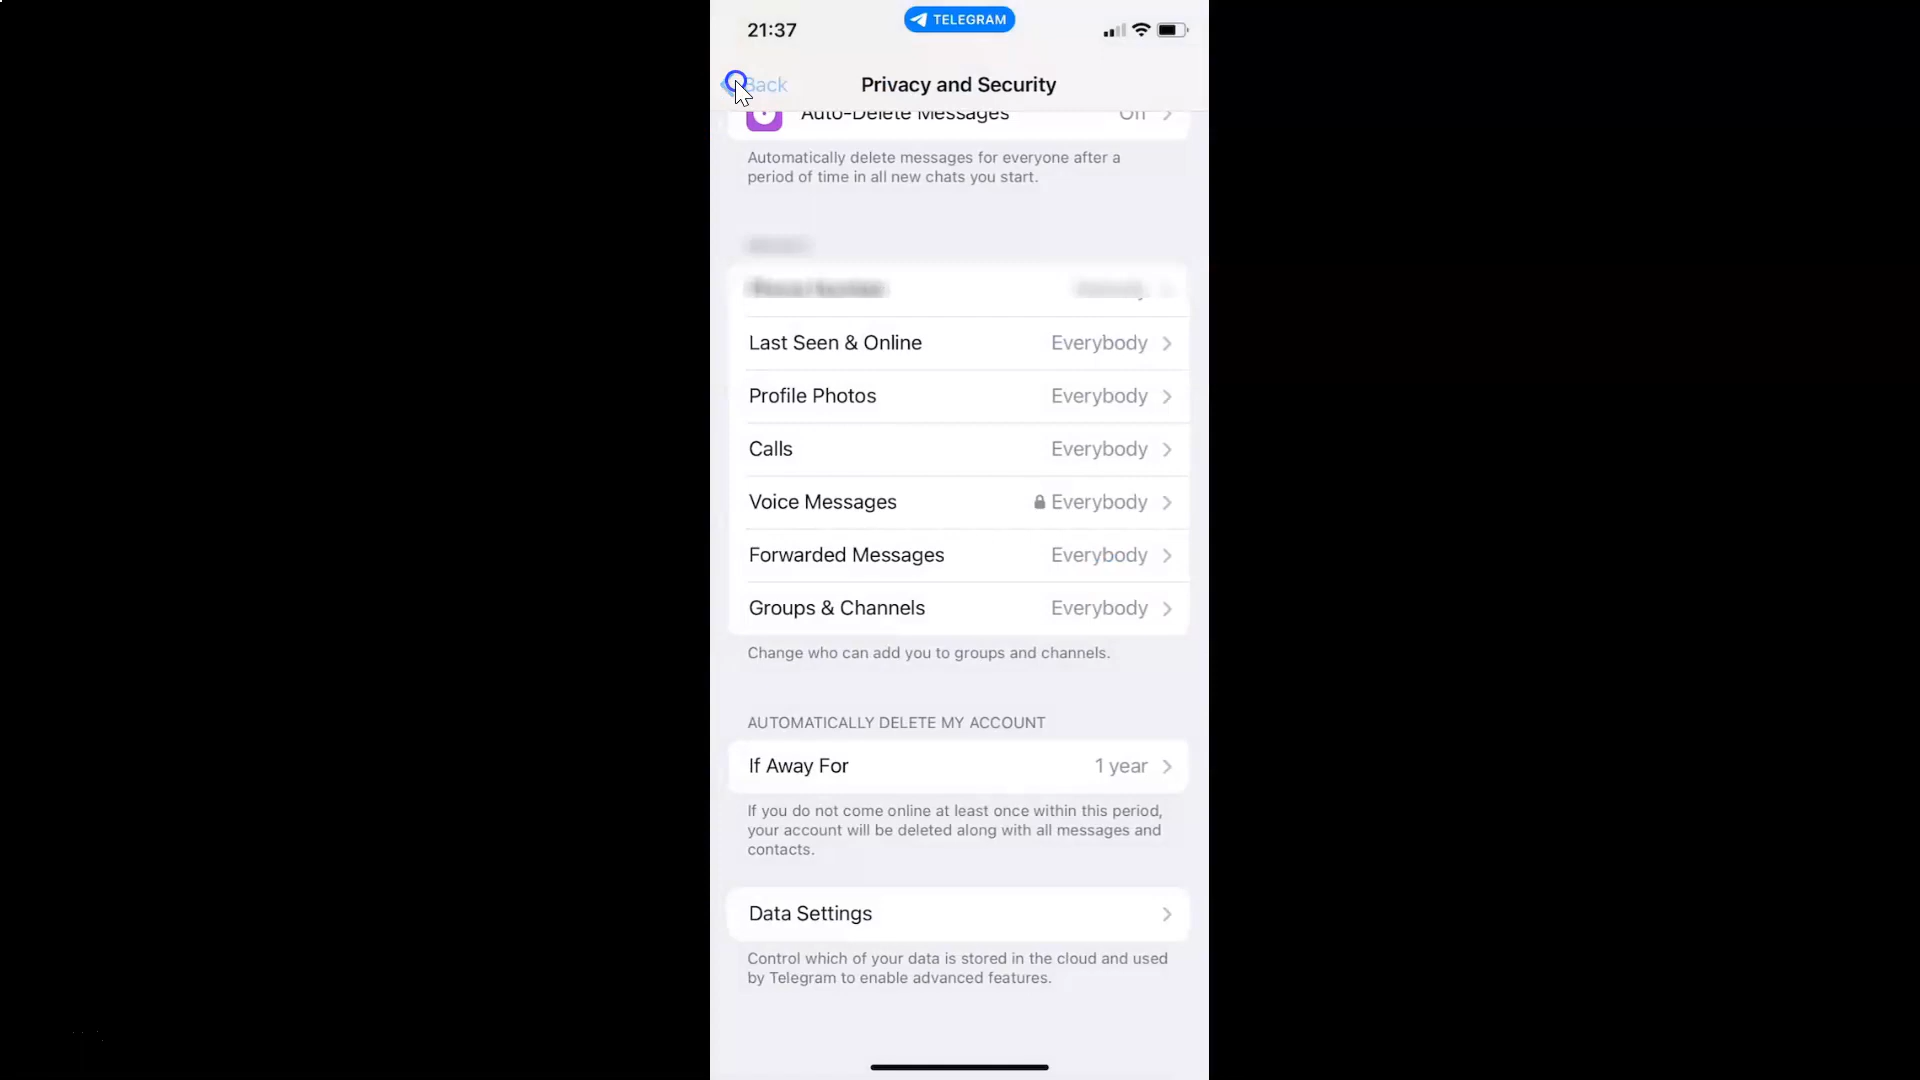 21:37
TELEGRAM
Back
Privacy and Security
Auto-Delete Messages
Off
Automatically delete messages for everyone after a
period of time in all new chats you start.
Last Seen & Online
Everybody
Profile Photos
Everybody
Calls
Everybody
Voice Messages
Everybody
Forwarded Messages
Everybody
Groups & Channels
Everybody
Change who can add you to groups and channels.
AUTOMATICALLY DELETE MY ACCOUNT
If Away For
1 year
If you do not come online at least once within this period,
your account will be deleted along with all messages and
contacts.
Data Settings
Control which of your data is stored in the cloud and used
by Telegram to enable advanced features.